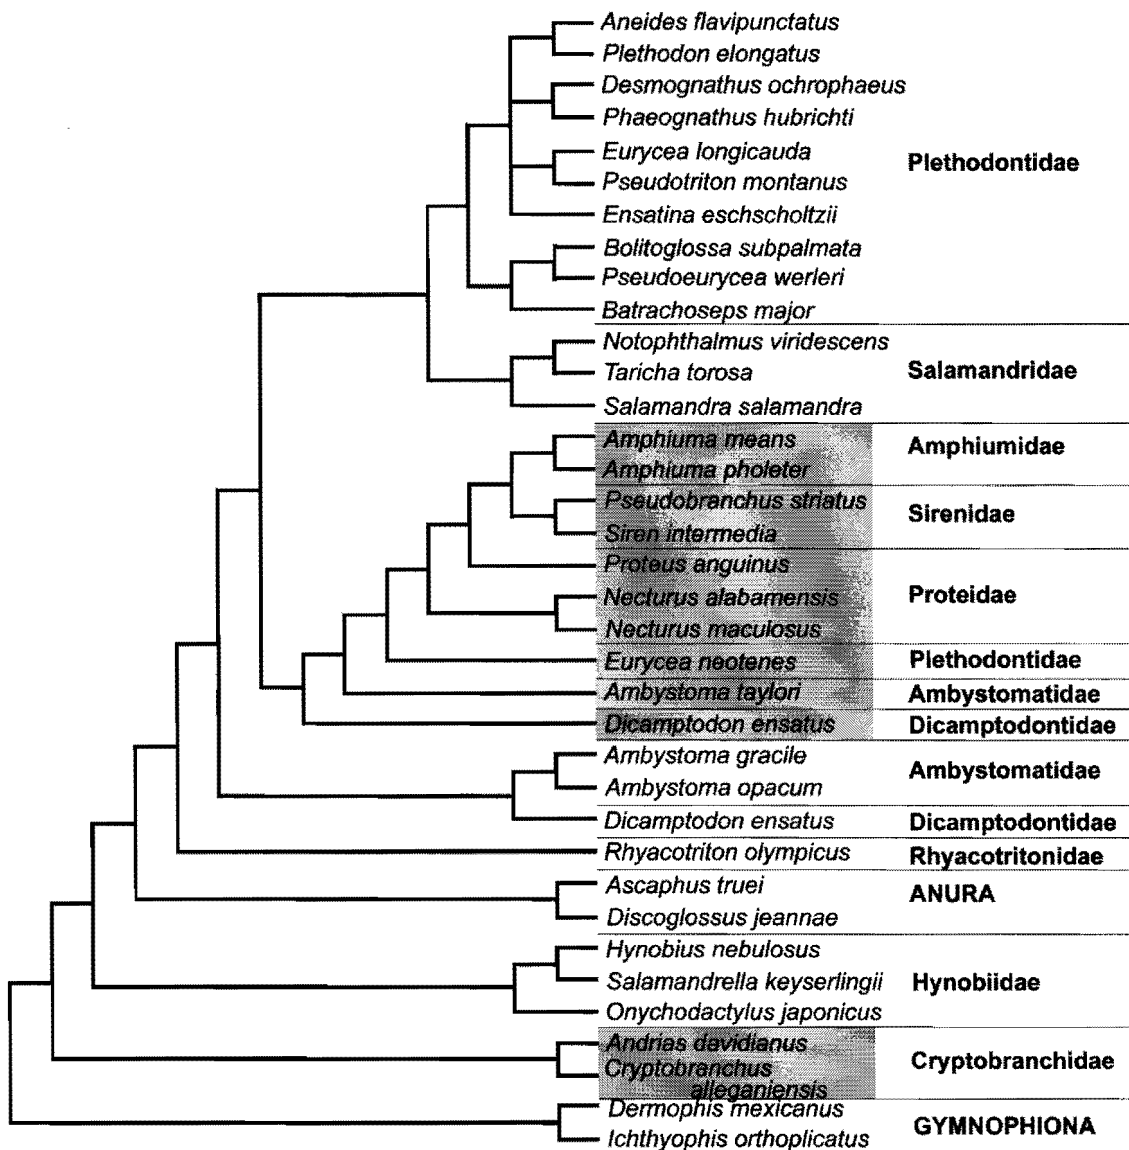 Aneides flavipunctatus
Plethodon elongatus
Desmognathus ochrophaeus
Phaeognathus hubrichti
Eurycea longicauda
Plethodontidae
Pseudotriton montanus
Ensatina eschscholtzii
Bolitoglossa subpalmata
Pseudoeurycea werleri
Batrachoseps major
Notophthalmus viridescens
Taricha torosa
Salamandridae
Salamandra salamandra
Amphiuma means
Amphiumidae
Amphiuma pholeter
Pseudobranchus striatus
Sirenidae
Siren intermedia
Proteus anguinus
Necturus alabamensis
Proteidae
Necturus maculosus
Eurycea neotenes
Plethodontidae
Ambystoma taylori
Ambystomatidae
Dicamptodon ensatus
Dicamptodontidae
Ambystoma gracile
Ambystomatidae
Ambystoma opacum
Dicamptodon ensatus
Dicamptodontidae
Rhyacotriton olympicus
Rhyacotritonidae
Ascaphus truei
ANURA
Discoglossus jeannae
Hynobius nebulosus
Salamandrella keyserlingii
Hynobiidae
Onychodactylus japonicus
Andrias davidianus
Cryptobranchus
Cryptobranchidae
alleganiensis
Dermophis mexicanus
GYMNOPHIONA
Ichthyophis orthoplicatus